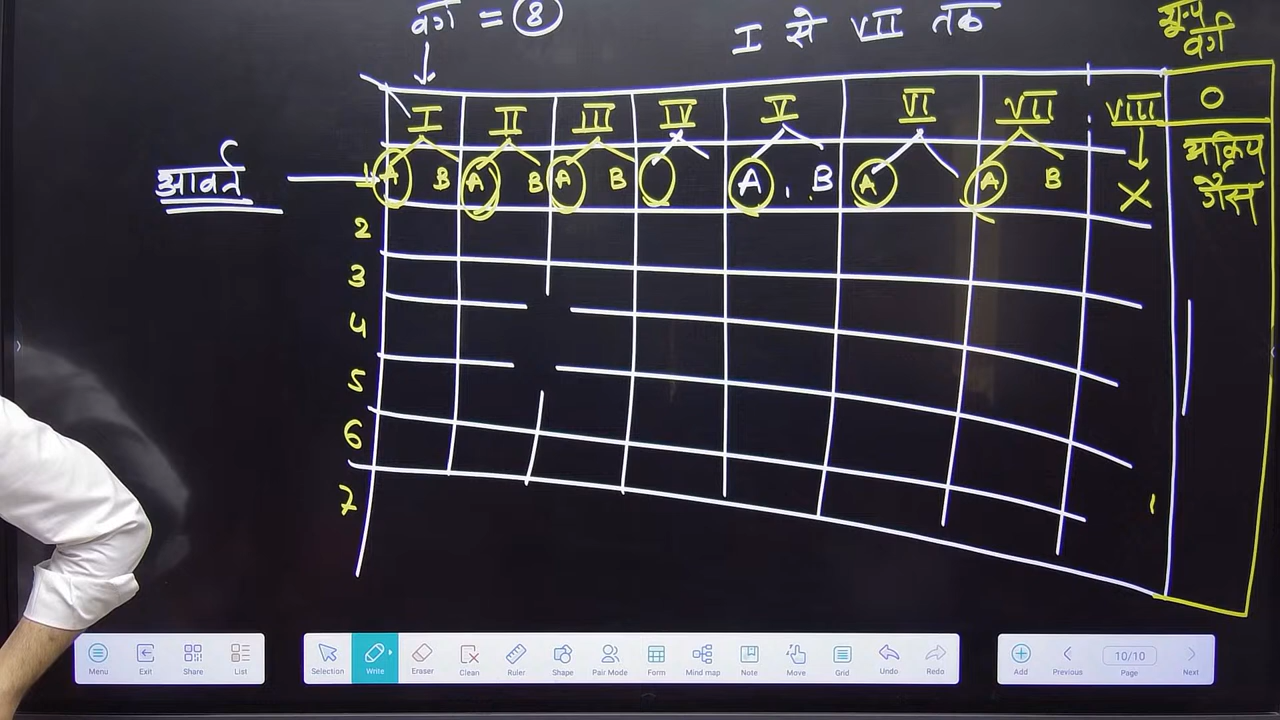 वर्ग = 8
I से VII तक
शून्य
वर्ग
I II III IV V VI VII VIII 0
आवर्त
1 A B A B A B A B A A B X
अक्रिय
गैस
2
3
4
5
6
7
Menu Exit Share List
Selection Write Eraser Clean Ruler Shape Pair Mode Form Mind map Note Move Grid Undo Redo
Add Previous 10/10 Page Next